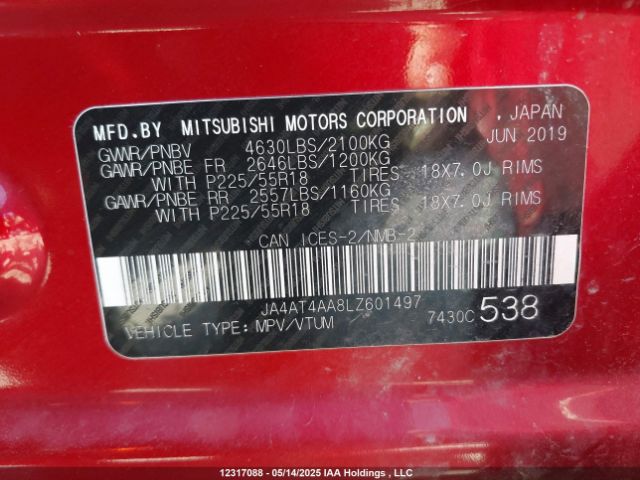 MFD.BY MITSUBISHI MOTORS CORPORATION , JAPAN
JUN 2019
GVWR/PNBV 4630LBS/2100KG
GAWR/PNBE FR 2646LBS/1200KG
WITH P225/55R18 TIRES 18X7.0J RIMS
GAWR/PNBE RR 2557LBS/1160KG
WITH P225/55R18 TIRES 18X7.0J RIMS
CAN ICES-2/NMB-2
JA4AT4AA8LZ601497
VEHICLE TYPE: MPV/VTUM 7430C 538
12317088 - 05/14/2025 IAA Holdings , LLC